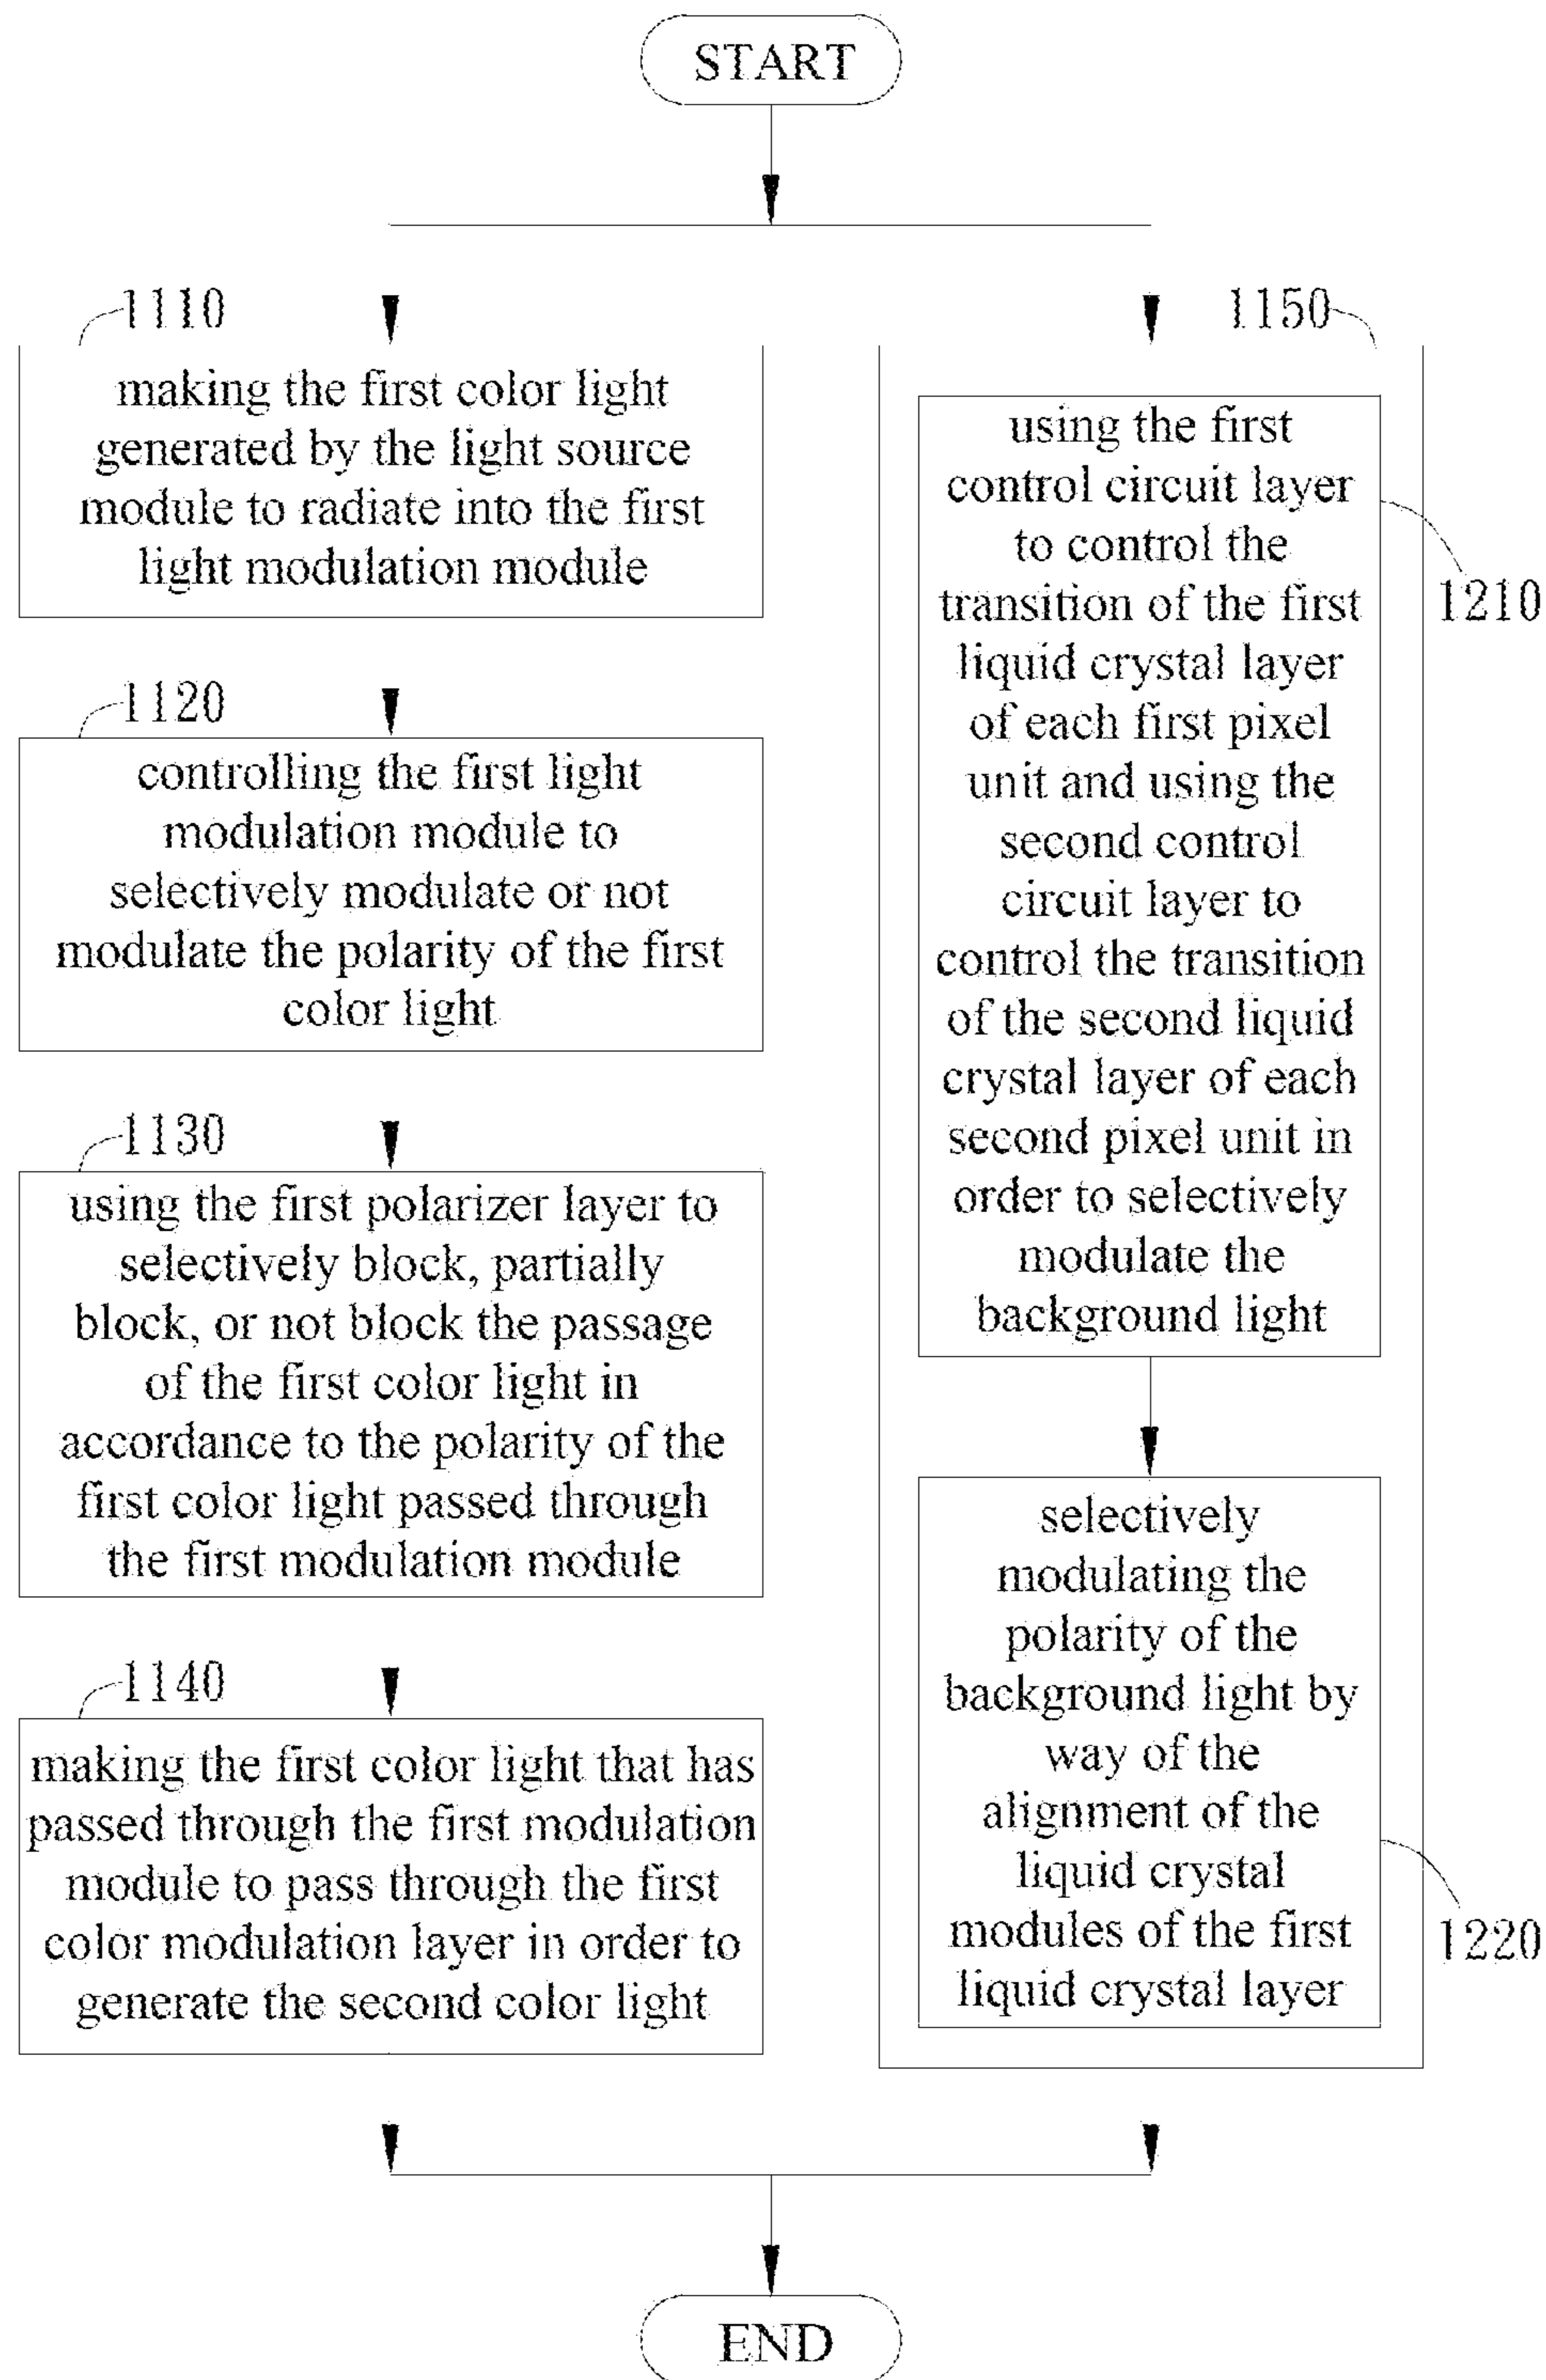 START
1110
making the first color light
generated by the light source
module to radiate into the first
light modulation module
1120
controlling the first light
modulation module to
selectively modulate or not
modulate the polarity of the first
color light
1130
using the first polarizer layer to
selectively block, partially
block, or not block the passage
of the first color light in
accordance to the polarity of the
first color light passed through
the first modulation module
1140
making the first color light that has
passed through the first modulation
module to pass through the first
color modulation layer in order to
generate the second color light
1150
using the first
control circuit layer
to control the
transition of the first
liquid crystal layer
of each first pixel
unit and using the
second control
circuit layer to
control the transition
of the second liquid
crystal layer of each
second pixel unit in
order to selectively
modulate the
background light
1210
selectively
modulating the
polarity of the
background light by
way of the
alignment of the
liquid crystal
modules of the first
liquid crystal layer
1220
END